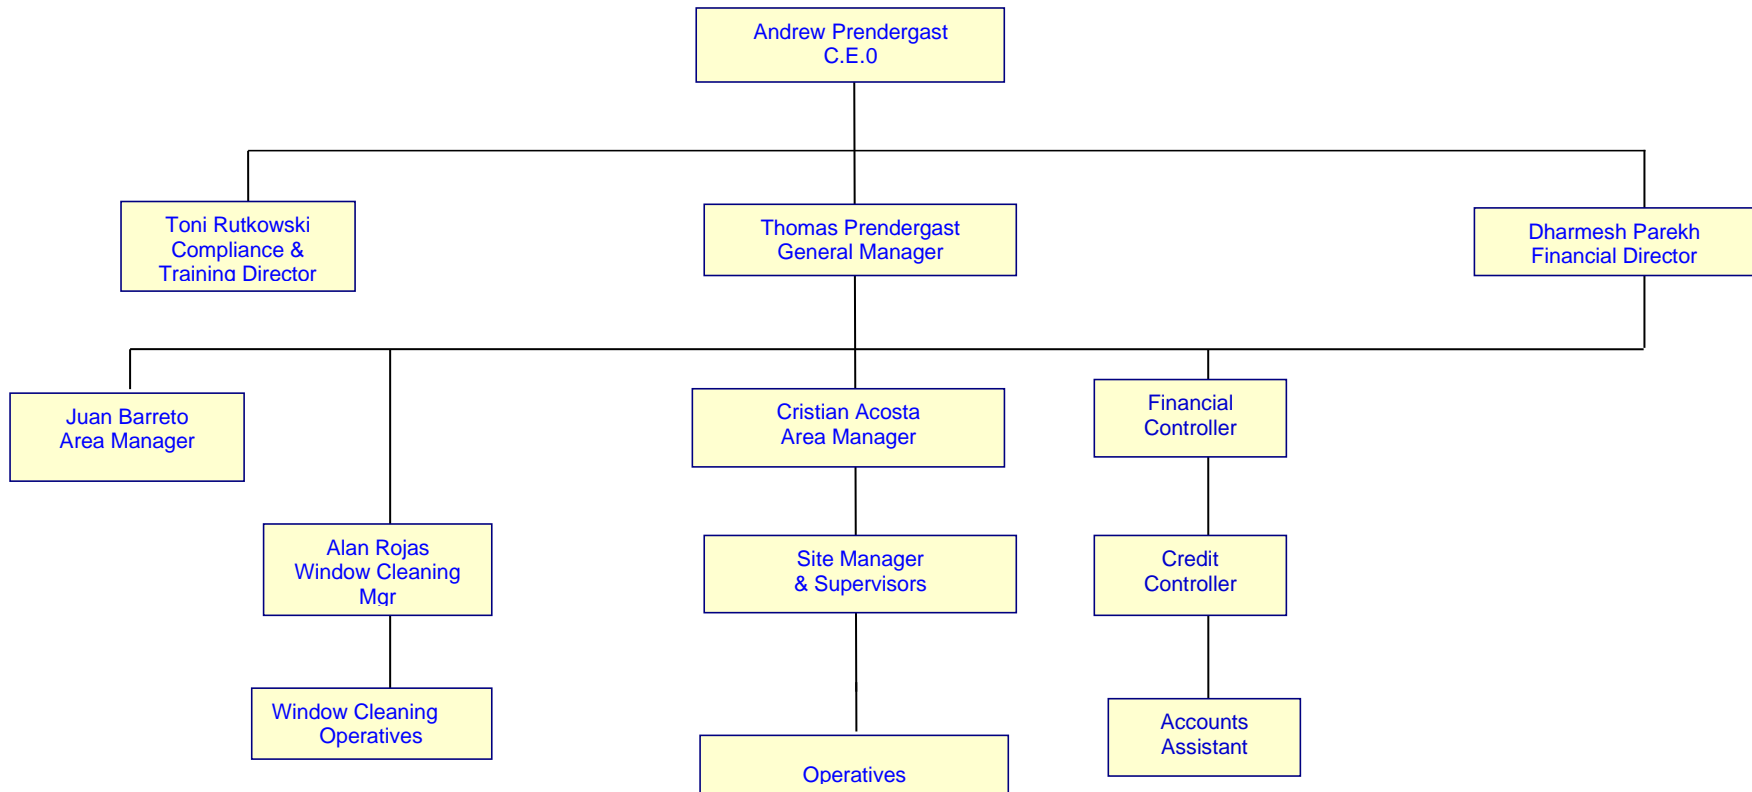 Andrew Prendergast
C.E.0
Toni Rutkowski
Compliance &
Training Director
Thomas Prendergast
General Manager
Dharmesh Parekh
Financial Director
Juan Barreto
Area Manager
Cristian Acosta
Area Manager
Financial
Controller
Alan Rojas
Window Cleaning
Mgr
Site Manager
& Supervisors
Credit
Controller
Window Cleaning
Operatives
Operatives
Accounts
Assistant